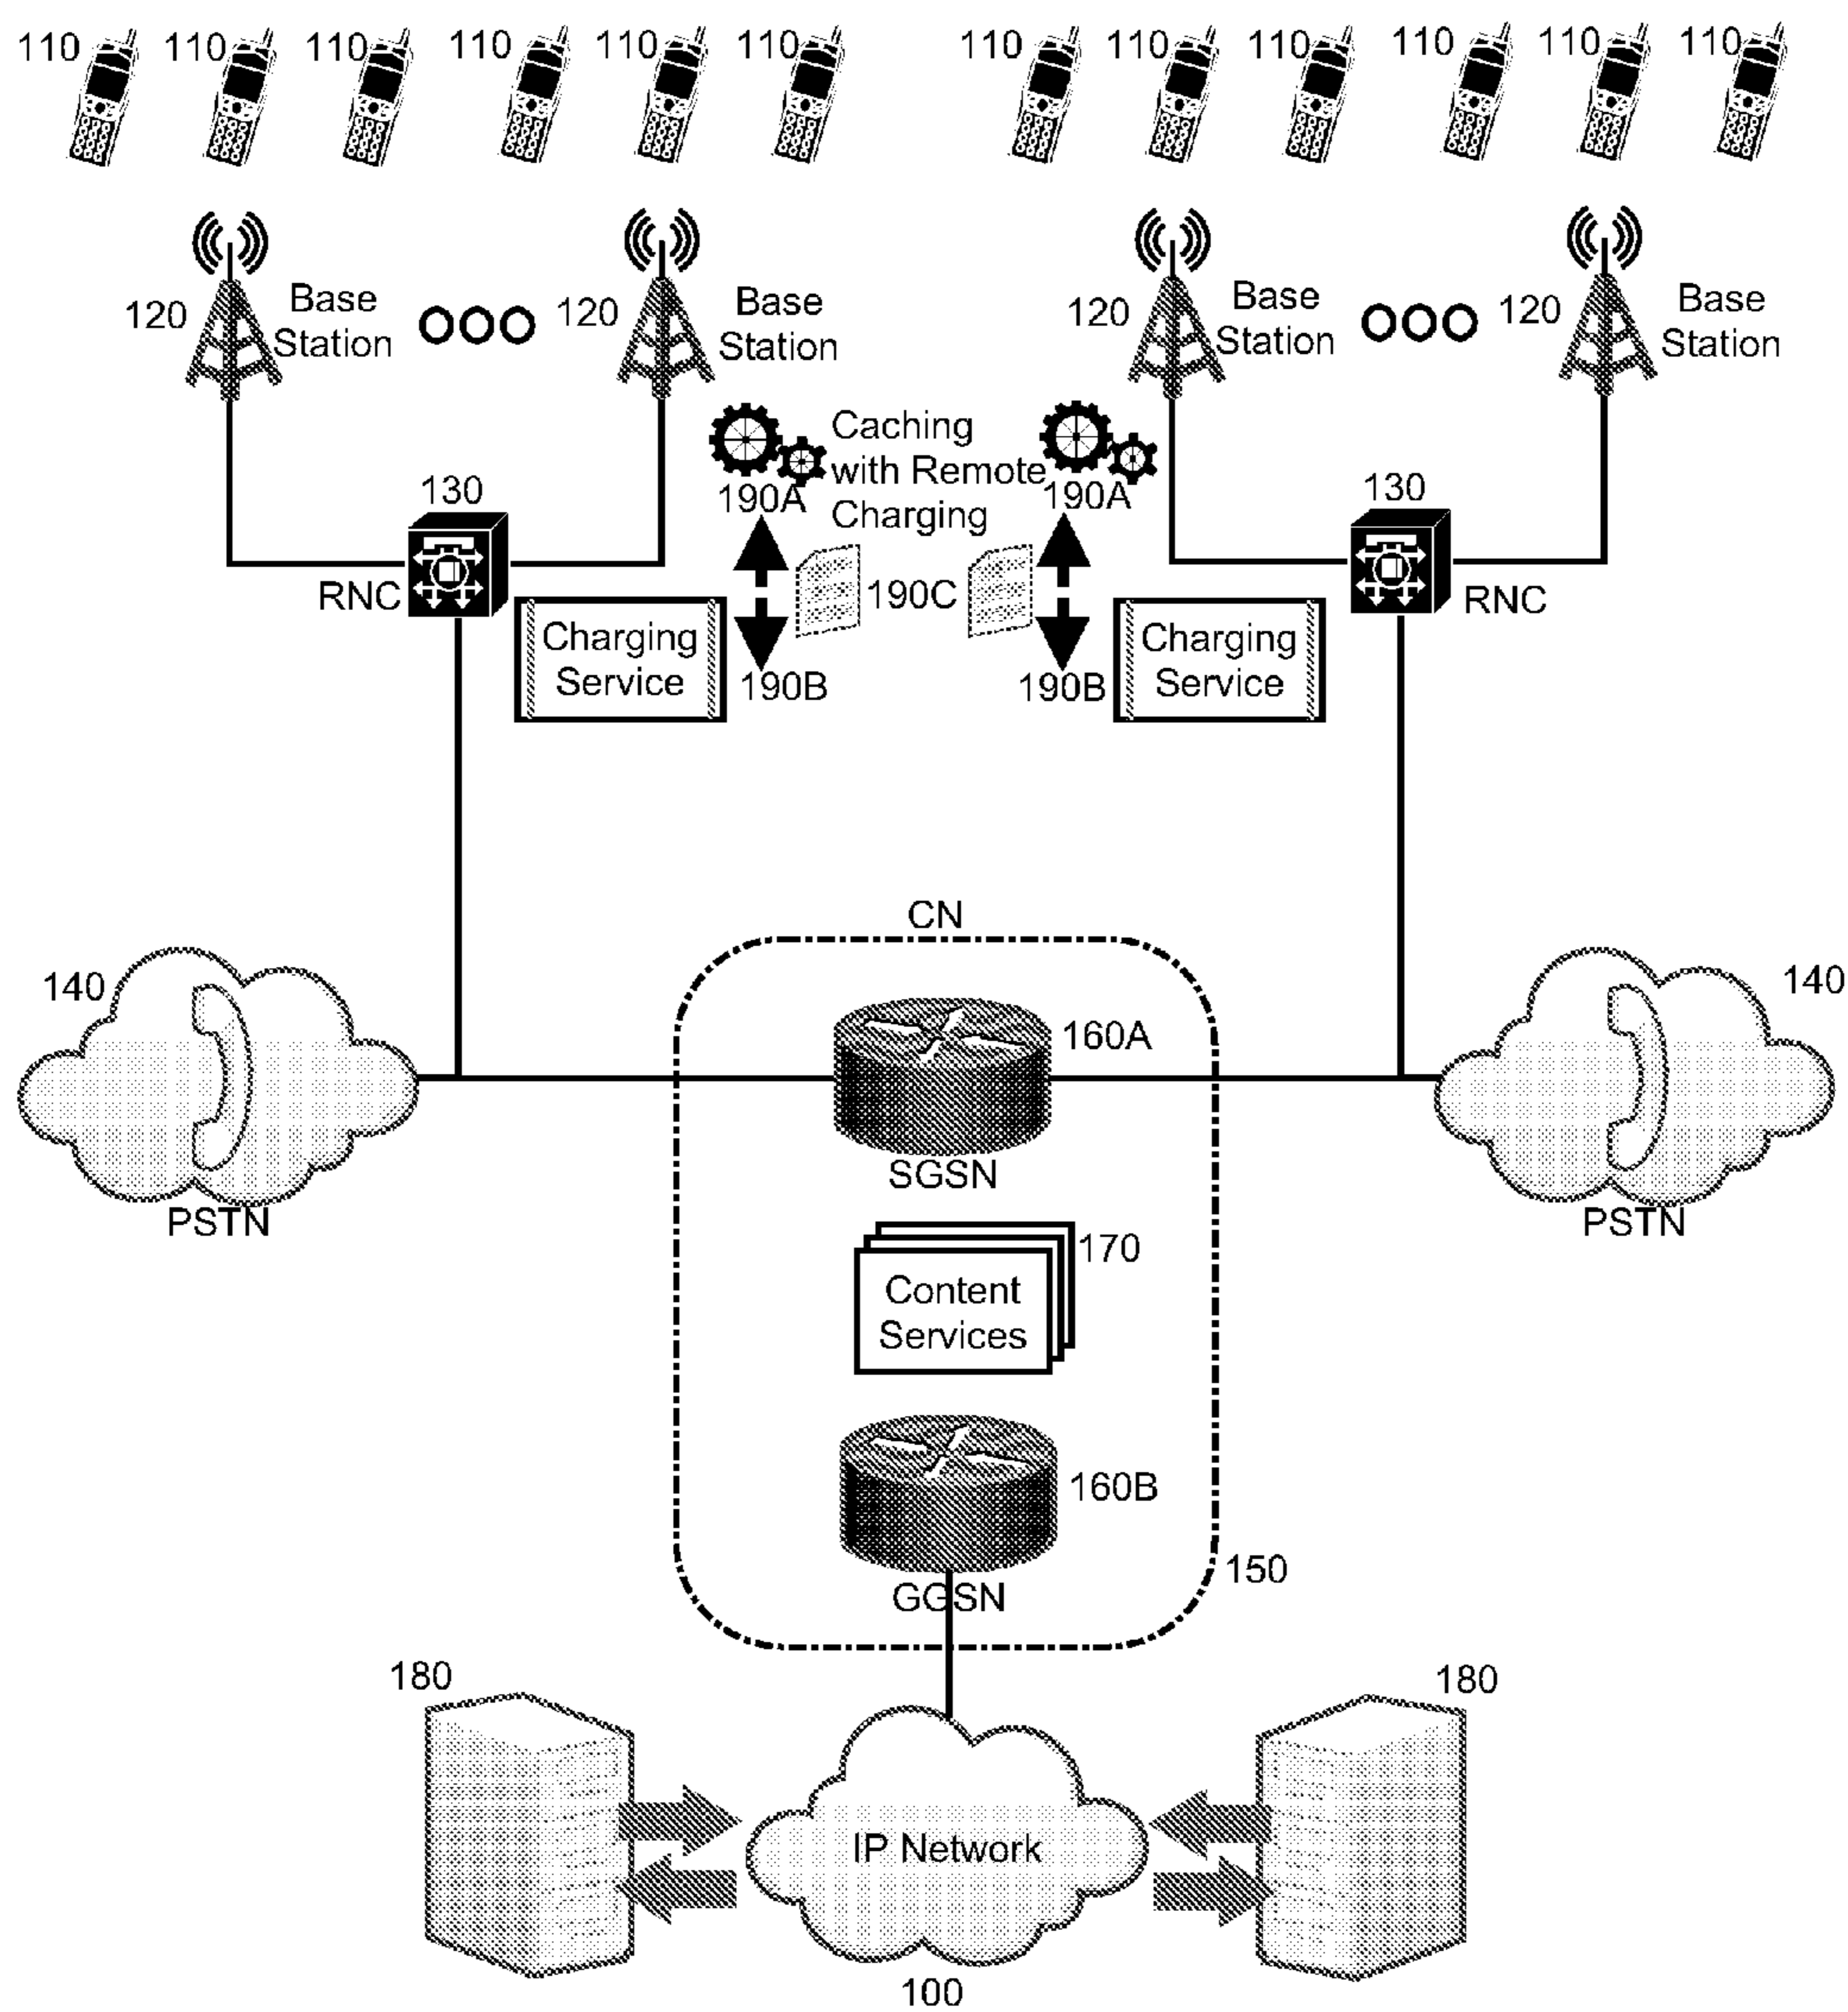 110 110 110 110 110 110 110 110 110 110 110 110
120 Base Station 120 Base Station 120 Base Station 120 Base Station
190A Caching with Remote Charging 190A
130 130
RNC RNC
190C
Charging Service 190B 190B Charging Service
CN
140 140
160A
SGSN
PSTN PSTN
170
Content
Services
160B
150
GGSN
180 180
IP Network
100